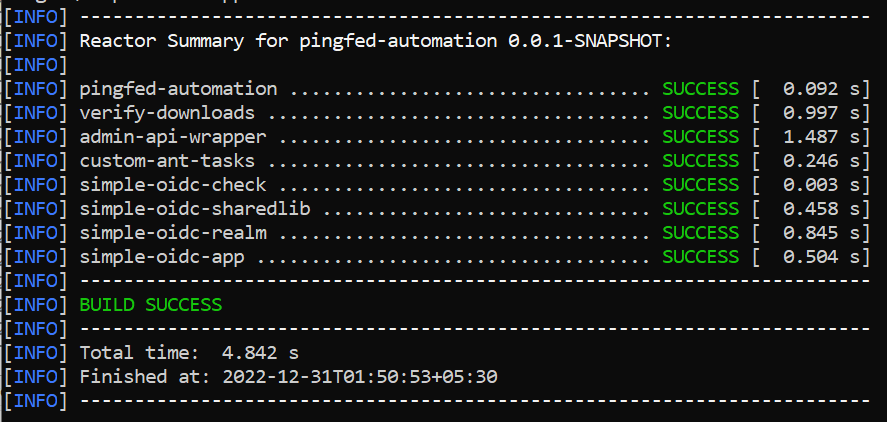 [INFO] ------------------------------------------------------------------------
[INFO] Reactor Summary for pingfed-automation 0.0.1-SNAPSHOT:
[INFO]
[INFO] pingfed-automation ................................. SUCCESS [  0.092 s]
[INFO] verify-downloads ................................... SUCCESS [  0.997 s]
[INFO] admin-api-wrapper .................................. SUCCESS [  1.487 s]
[INFO] custom-ant-tasks ................................... SUCCESS [  0.246 s]
[INFO] simple-oidc-check .................................. SUCCESS [  0.003 s]
[INFO] simple-oidc-sharedlib .............................. SUCCESS [  0.458 s]
[INFO] simple-oidc-realm .................................. SUCCESS [  0.845 s]
[INFO] simple-oidc-app .................................... SUCCESS [  0.504 s]
[INFO] ------------------------------------------------------------------------
[INFO] BUILD SUCCESS
[INFO] ------------------------------------------------------------------------
[INFO] Total time:  4.842 s
[INFO] Finished at: 2022-12-31T01:50:53+05:30
[INFO] ------------------------------------------------------------------------